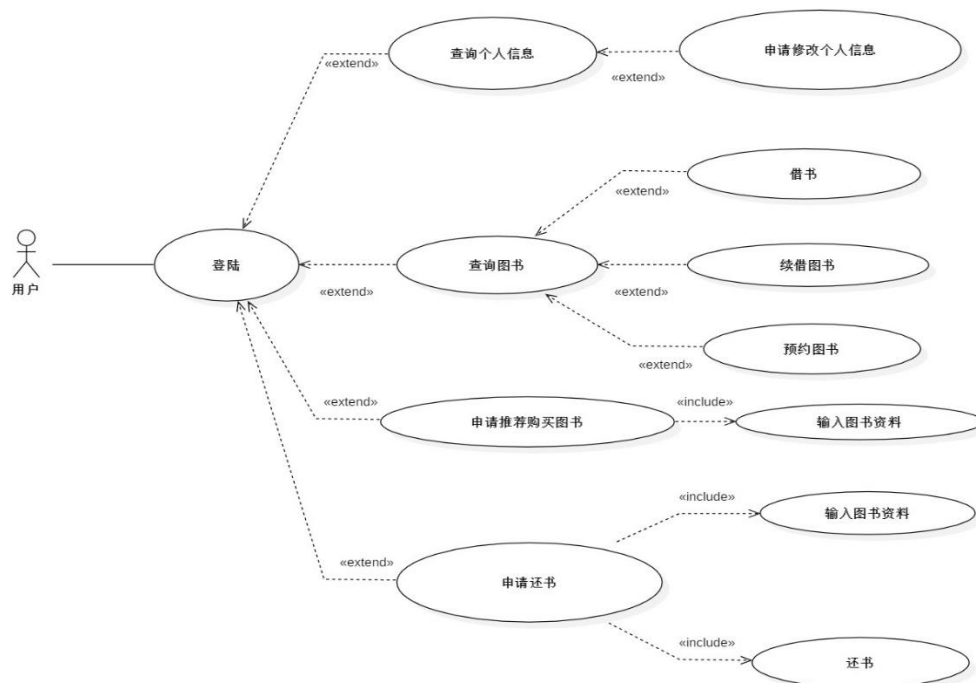 查询个人信息
申请修改个人信息
«extend»
«extend»
借书
«extend»
用户
登陆
查询图书
续借图书
«extend»
«extend»
预约图书
«extend»
«extend»
申请推荐购买图书
«include»
输入图书资料
«include»
输入图书资料
«extend»
申请还书
«include»
还书